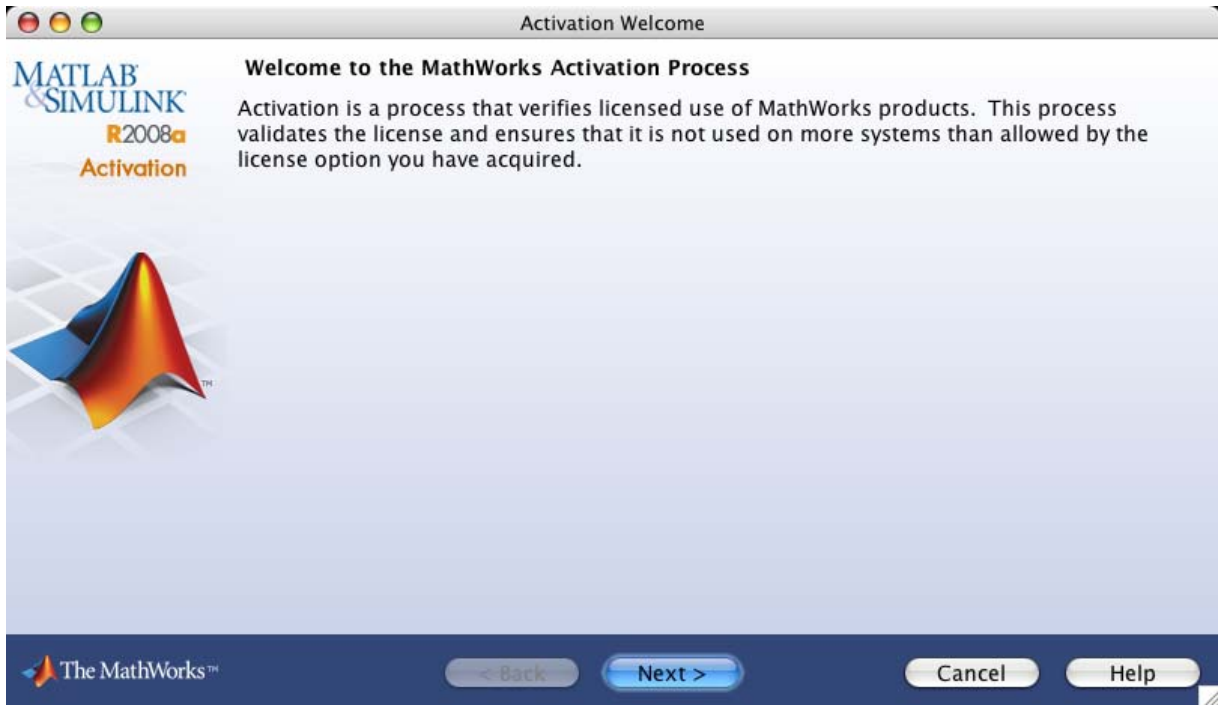 Activation Welcome
MATLAB
&SIMULINK
R2008a
Activation
Welcome to the MathWorks Activation Process
Activation is a process that verifies licensed use of MathWorks products. This process
validates the license and ensures that it is not used on more systems than allowed by the
license option you have acquired.
TM
The MathWorks™
< Back
Next >
Cancel
Help